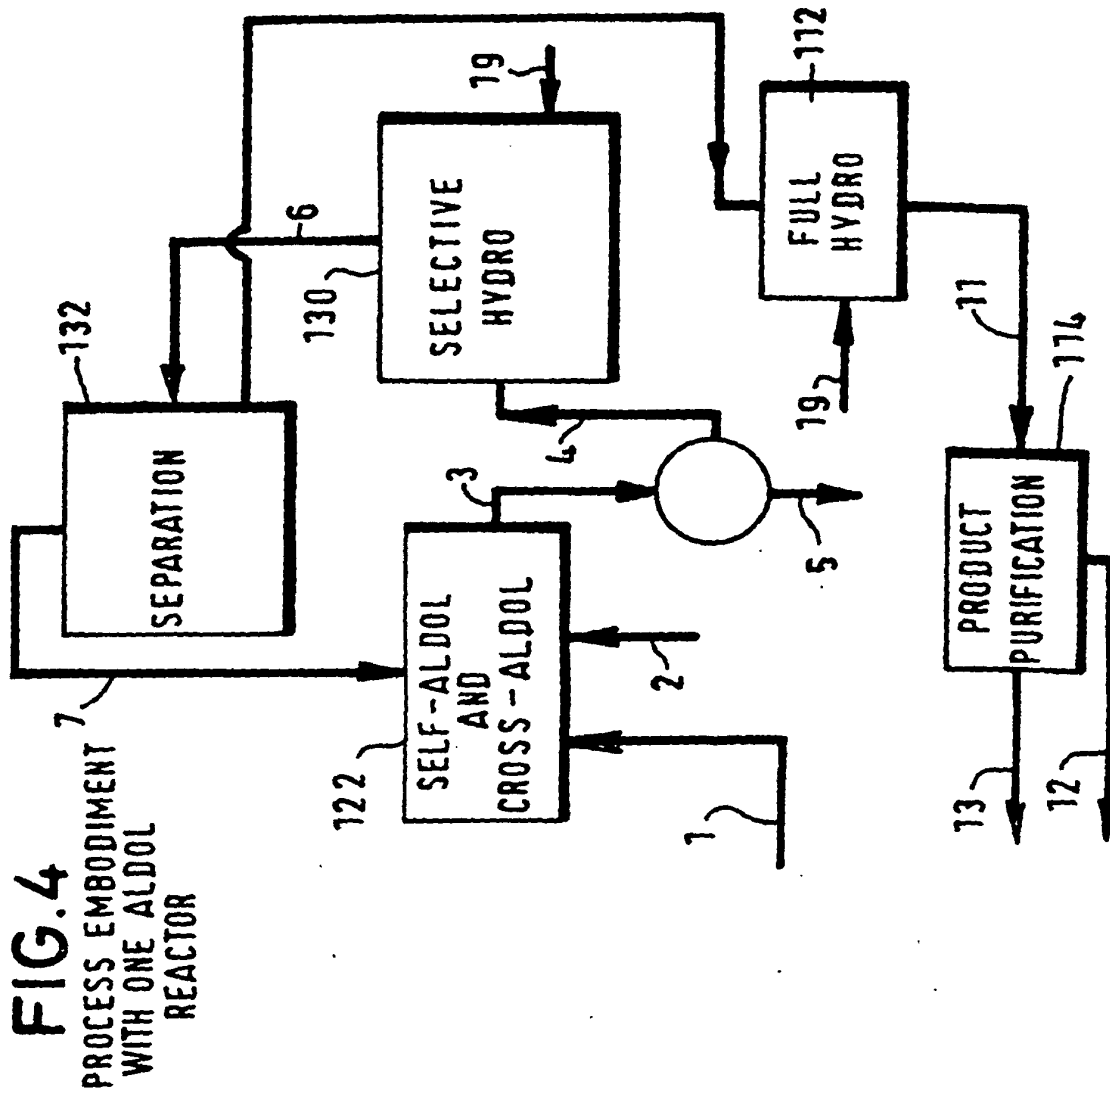 FIG.4
PROCESS EMBODIMENT
WITH ONE ALDOL
REACTOR
7
132
SEPARATION
6
130
122
SELF-ALDOL
AND
CROSS-ALDOL
3
SELECTIVE
HYDRO
19
4
2
1
5
19
FULL
HYDRO
112
11
114
PRODUCT
PURIFICATION
13
12